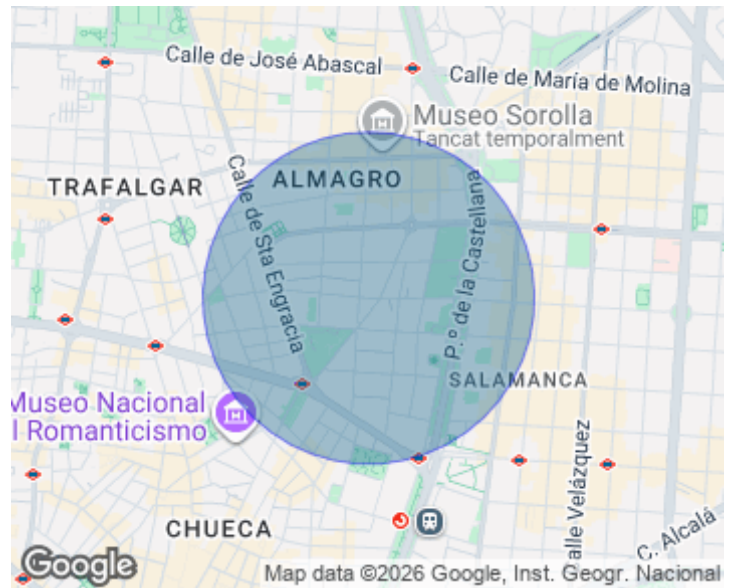 Calle de José Abascal
Calle de María de Molina
Museo Sorolla
Tancat temporalment
TRAFALGAR
ALMAGRO
Calle de Sta Engracia
P.º de la Castellana
SALAMANCA
Museo Nacional
l Romanticismo
alle Velázquez
CHUECA
C. Alcalá
Google
Map data ©2026 Google, Inst. Geogr. Nacional